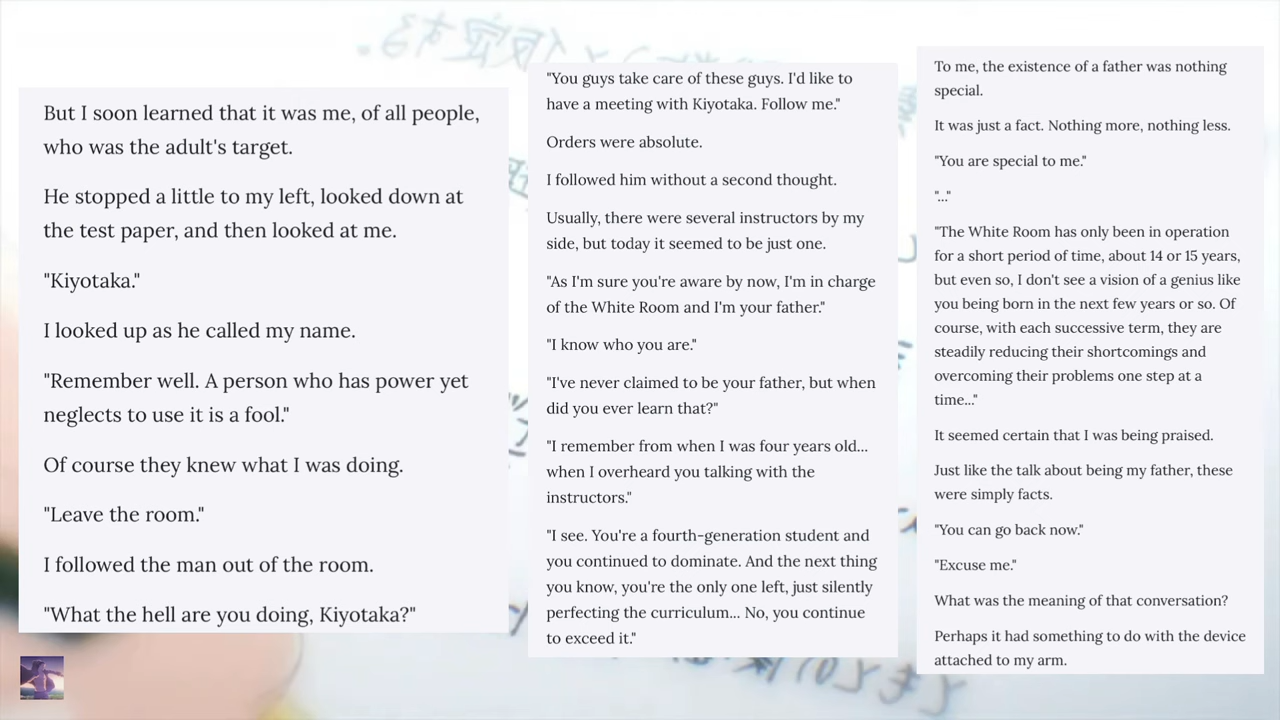 But I soon learned that it was me, of all people,
who was the adult's target.
He stopped a little to my left, looked down at
the test paper, and then looked at me.
"Kiyotaka."
I looked up as he called my name.
"Remember well. A person who has power yet
neglects to use it is a fool."
Of course they knew what I was doing.
"Leave the room."
I followed the man out of the room.
"What the hell are you doing, Kiyotaka?"
"You guys take care of these guys. I'd like to
have a meeting with Kiyotaka. Follow me."
Orders were absolute.
I followed him without a second thought.
Usually, there were several instructors by my
side, but today it seemed to be just one.
"As I'm sure you're aware by now, I'm in charge
of the White Room and I'm your father."
"I know who you are."
"I've never claimed to be your father, but when
did you ever learn that?"
"I remember from when I was four years old...
when I overheard you talking with the
instructors."
"I see. You're a fourth-generation student and
you continued to dominate. And the next thing
you know, you're the only one left, just silently
perfecting the curriculum... No, you continue
to exceed it."
To me, the existence of a father was nothing
special.
It was just a fact. Nothing more, nothing less.
"You are special to me."
"..."
"The White Room has only been in operation
for a short period of time, about 14 or 15 years,
but even so, I don't see a vision of a genius like
you being born in the next few years or so. Of
course, with each successive term, they are
steadily reducing their shortcomings and
overcoming their problems one step at a
time..."
It seemed certain that I was being praised.
Just like the talk about being my father, these
were simply facts.
"You can go back now."
"Excuse me."
What was the meaning of that conversation?
Perhaps it had something to do with the device
attached to my arm.